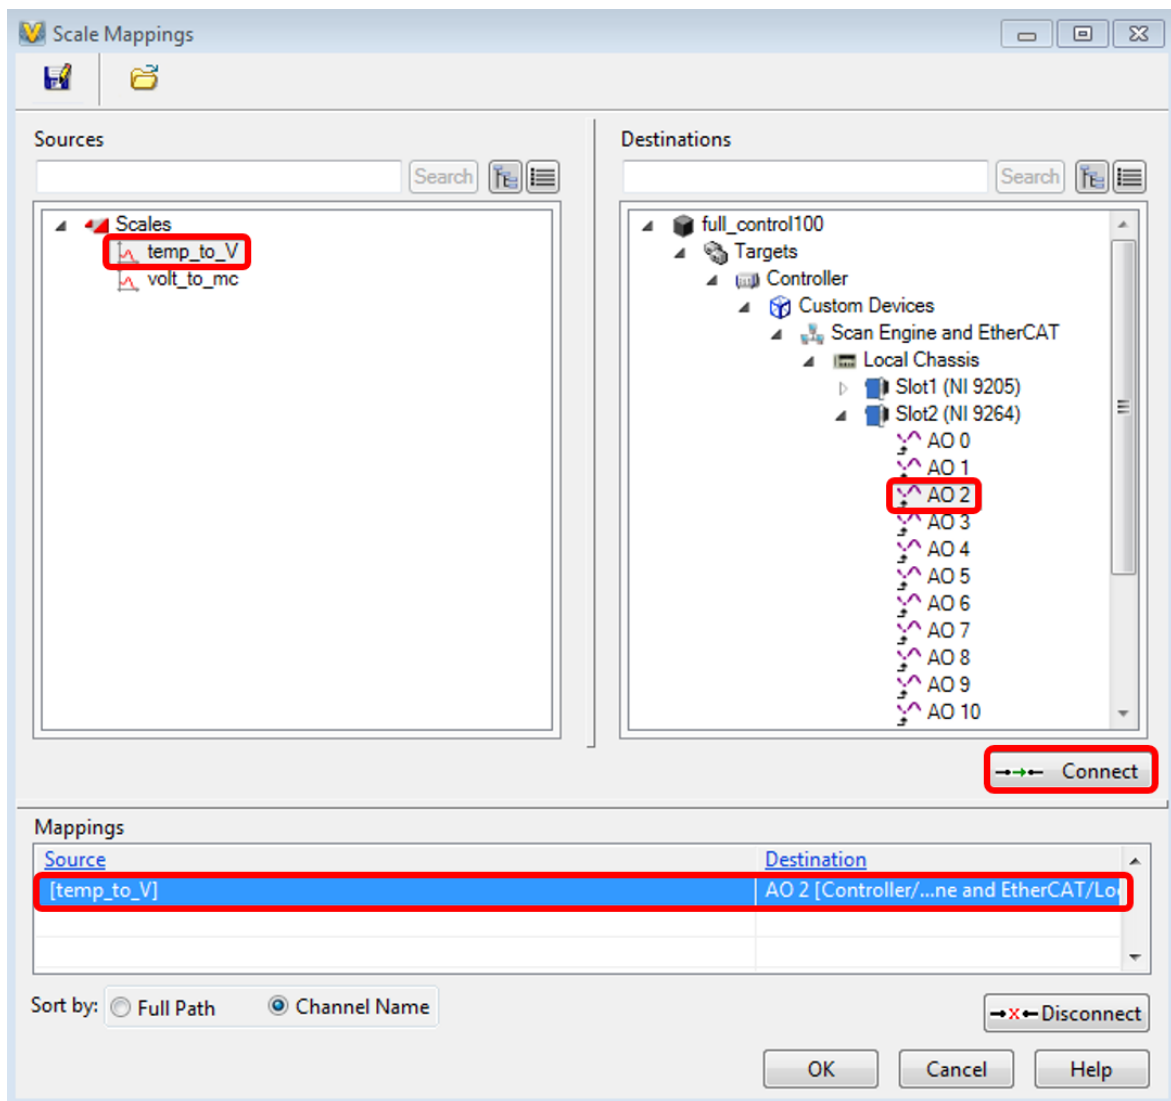 Scale Mappings
Sources
Search
Scales
temp_to_V
volt_to_mc
Destinations
Search
full_control100
Targets
Controller
Custom Devices
Scan Engine and EtherCAT
Local Chassis
Slot1 (NI 9205)
Slot2 (NI 9264)
AO 0
AO 1
AO 2
AO 3
AO 4
AO 5
AO 6
AO 7
AO 8
AO 9
AO 10
Connect
Mappings
Source Destination
[temp_to_V] AO 2 [Controller/...ne and EtherCAT/Loc
Sort by: Full Path Channel Name
Disconnect
OK Cancel Help